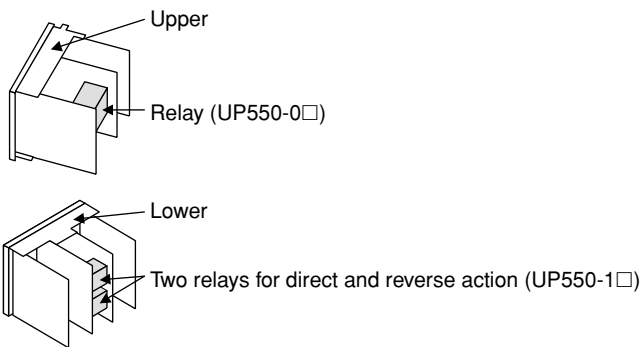 Upper
Relay (UP550-0□)
Lower
Two relays for direct and reverse action (UP550-1□)